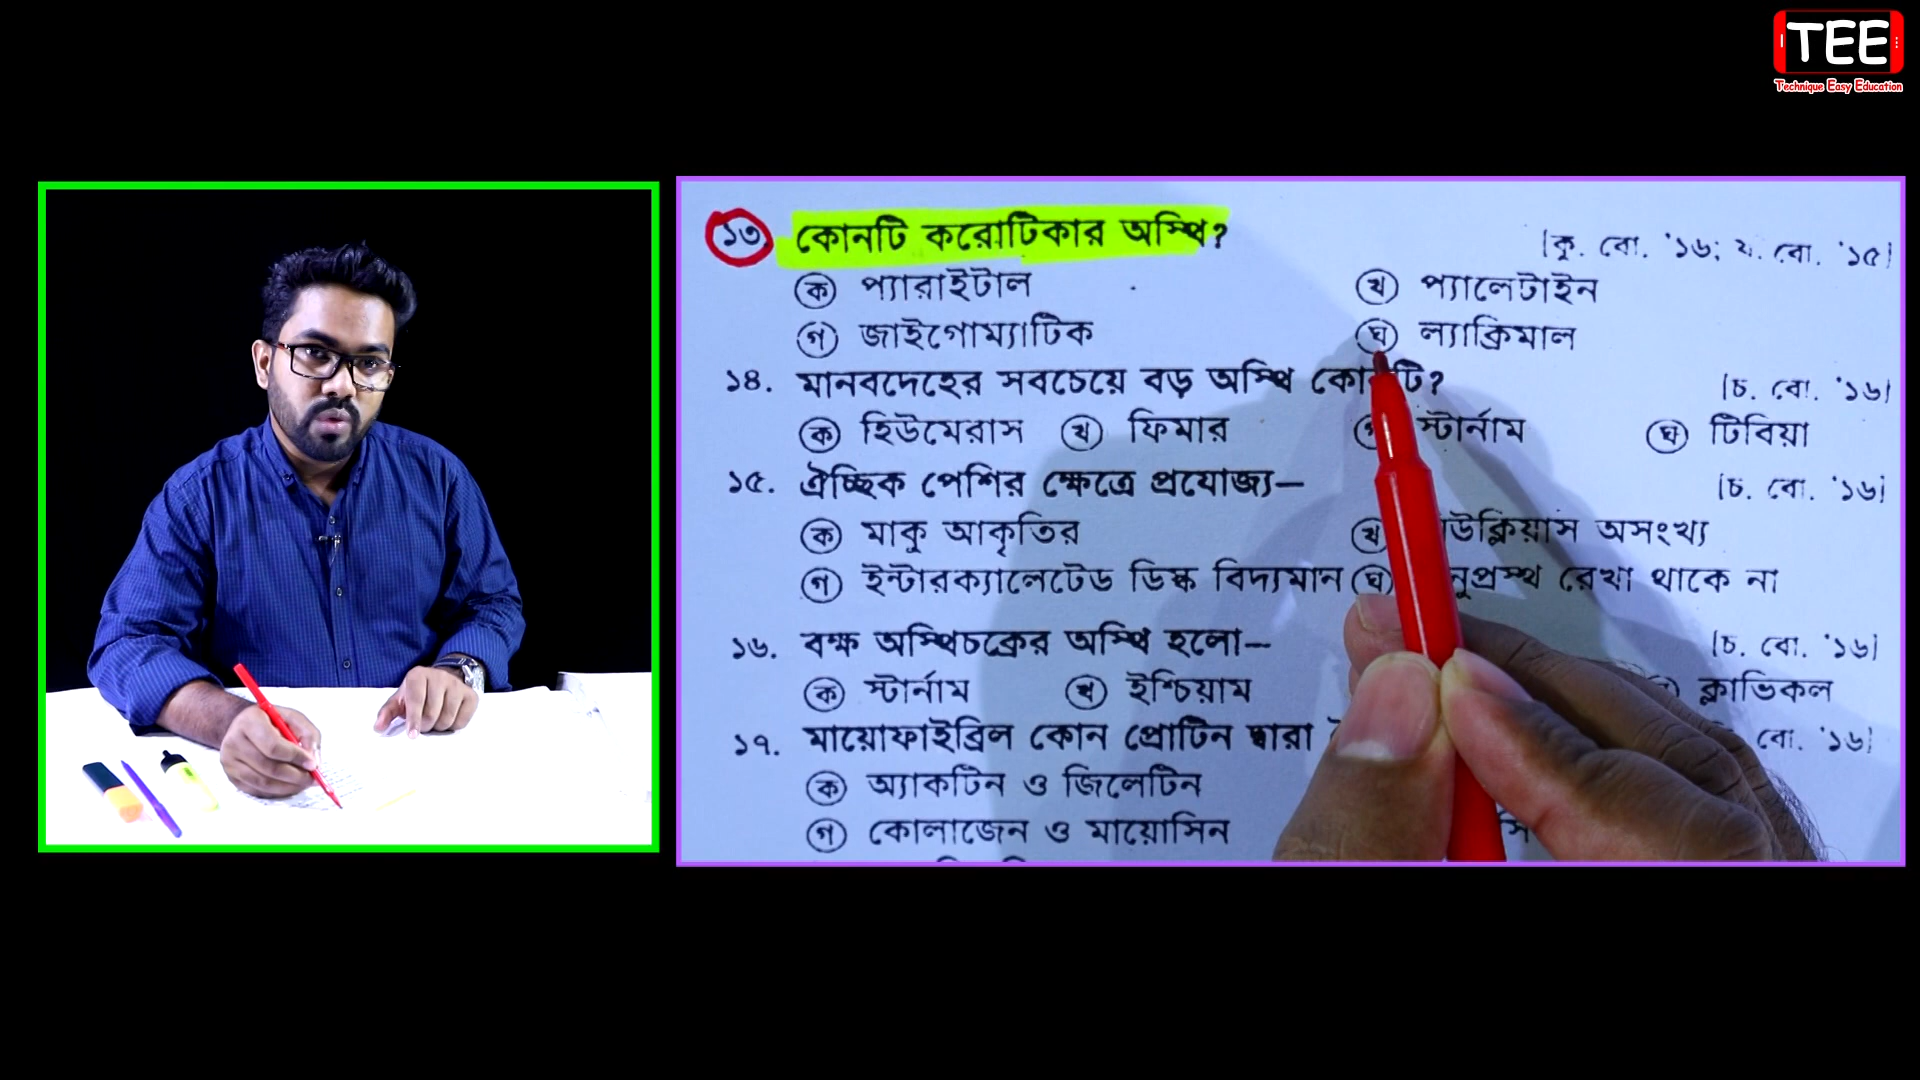 TEE
Technique Easy Education
১৩. কোনটি করোটিকার অস্থি? [কু. বো. '১৬; য. বো. '১৫]
ক প্যারাইটাল খ প্যালেটাইন
গ জাইগোম্যাটিক ঘ ল্যাক্রিমাল
১৪. মানবদেহের সবচেয়ে বড় অস্থি কোনটি? [চ. বো. '১৬]
ক হিউমেরাস খ ফিমার গ স্টার্নাম ঘ টিবিয়া
১৫. ঐচ্ছিক পেশির ক্ষেত্রে প্রযোজ্য– [চ. বো. '১৬]
ক মাকু আকৃতির খ উক্লিয়াস অসংখ্য
গ ইন্টারক্যালেটেড ডিস্ক বিদ্যমান ঘ নুপ্রস্থ রেখা থাকে না
১৬. বক্ষ অস্থিচক্রের অস্থি হলো– [চ. বো. '১৬]
ক স্টার্নাম খ ইশ্চিয়াম ক্লাভিকল
১৭. মায়োফাইব্রিল কোন প্রোটিন দ্বারা বো. '১৬]
ক অ্যাকটিন ও জিলেটিন
গ কোলাজেন ও মায়োসিন